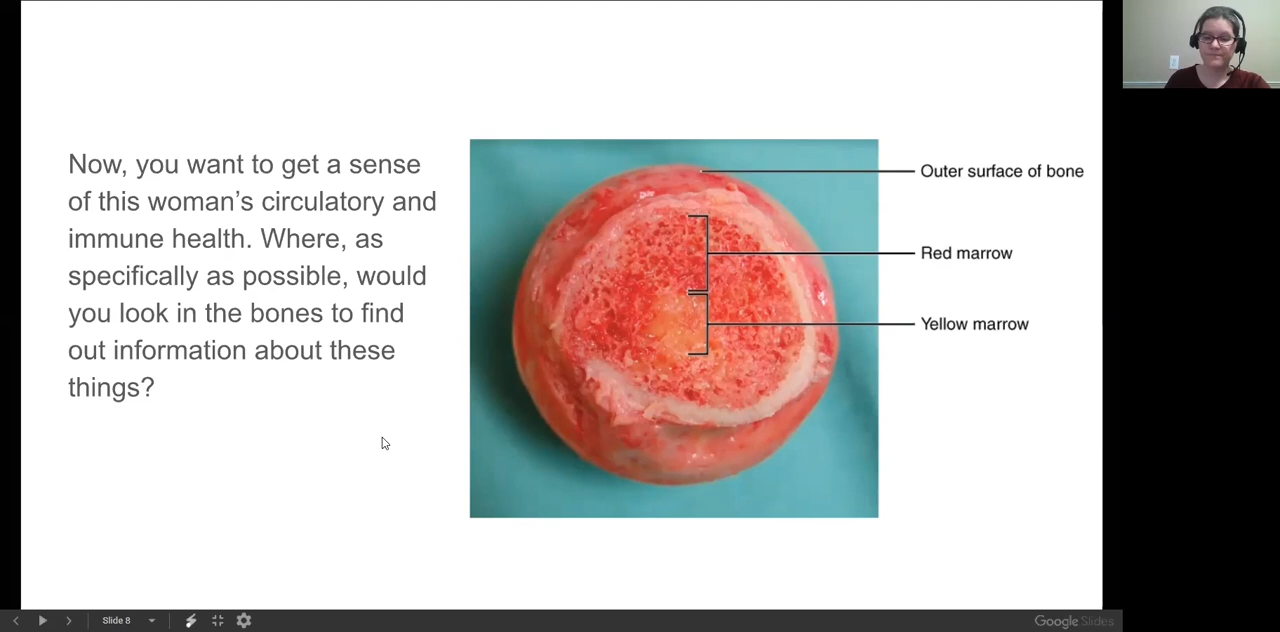 Now, you want to get a sense
of this woman’s circulatory and
immune health. Where, as
specifically as possible, would
you look in the bones to find
out information about these
things?
Outer surface of bone
Red marrow
Yellow marrow
Slide 8
Google Slides